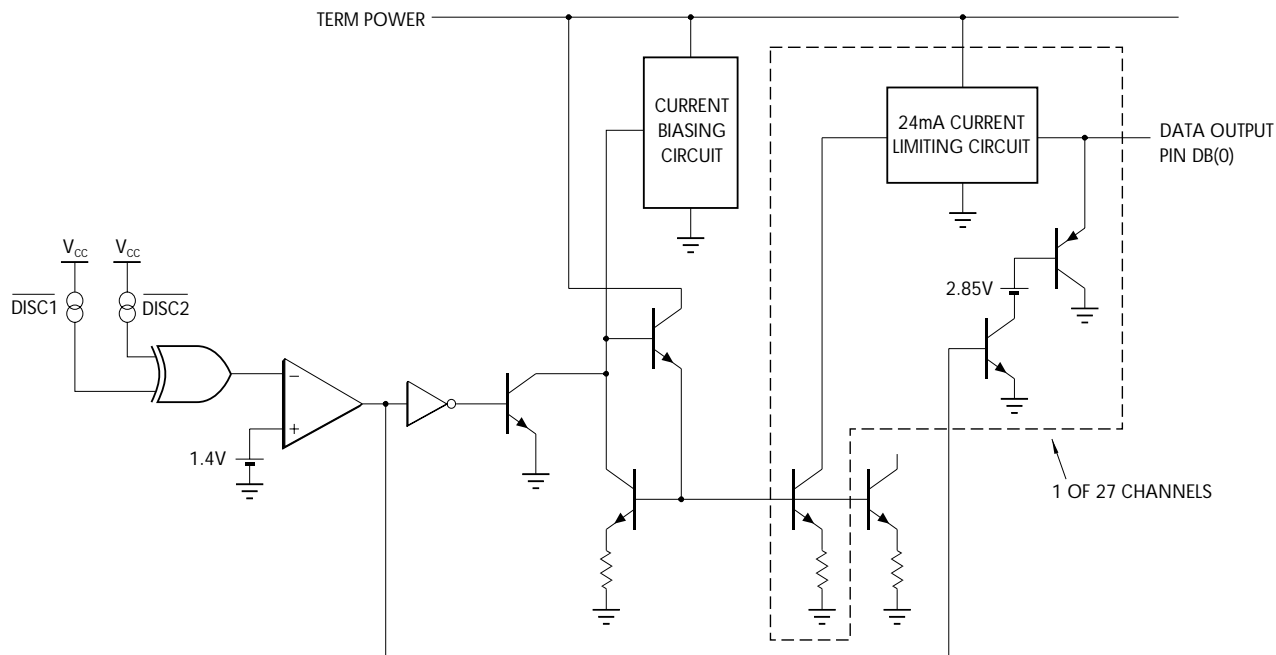 TERM POWER
CURRENT
BIASING
CIRCUIT
24mA CURRENT
LIMITING CIRCUIT
DATA OUTPUT
PIN DB(0)
VCC
VCC
DISC1
DISC2
2.85V
−
+
1.4V
1 OF 27 CHANNELS